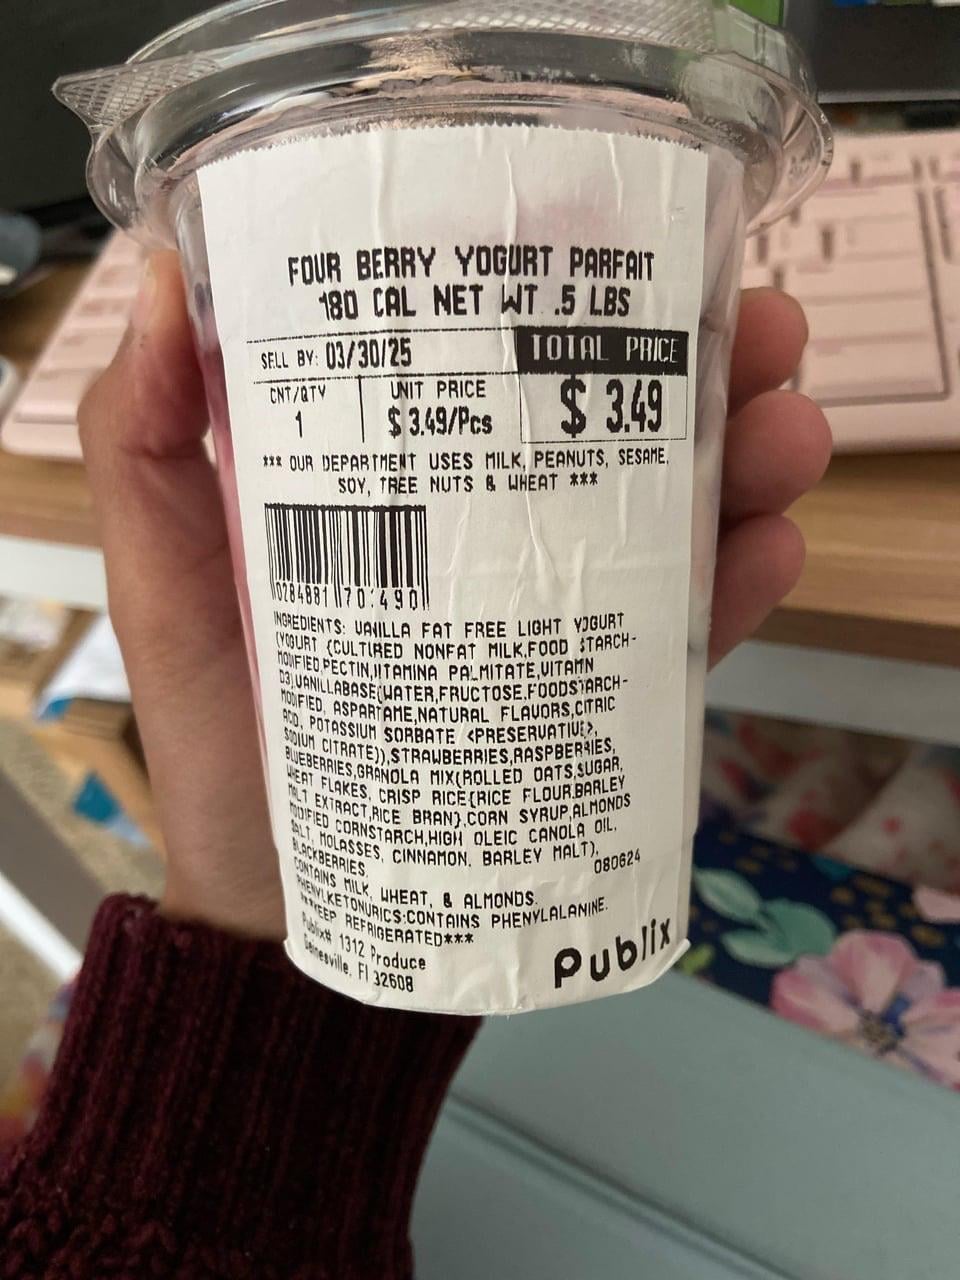 FOUR BERRY YOGURT PARFAIT
180 CAL NET WT .5 LBS
SELL BY: 03/30/25
TOTAL PRICE
CNT/QTY
UNIT PRICE
1
$ 3.49/Pcs
$ 3.49
*** OUR DEPARTMENT USES MILK, PEANUTS, SESAME,
SOY, TREE NUTS & WHEAT ***
0284881 70490
INGREDIENTS: VANILLA FAT FREE LIGHT YOGURT
(YOGURT {CULTIRED NONFAT MILK,FOOD STARCH-
MODIFIED,PECTIN,VITAMINA PALMITATE,VITAMN
D3},VANILLABASE{WATER,FRUCTOSE,FOODSTARCH-
MODIFIED, ASPARTAME,NATURAL FLAVORS,CITRIC
ACID, POTASSIUM SORBATE <PRESERVATIVE>,
SODIUM CITRATE}),STRAWBERRIES,RASPBERRIES,
BLUEBERRIES,GRANOLA MIX(ROLLED OATS,SUGAR,
WHEAT FLAKES, CRISP RICE{RICE FLOUR,BARLEY
MALT EXTRACT,RICE BRAN},CORN SYRUP,ALMONDS
MODIFIED CORNSTARCH,HIGH OLEIC CANOLA OIL,
SALT, MOLASSES, CINNAMON, BARLEY MALT),
BLACKBERRIES.
080624
CONTAINS MILK, WHEAT, & ALMONDS.
PHENYLKETONURICS:CONTAINS PHENYLALANINE.
***KEEP REFRIGERATED***
Publix# 1312 Produce
Gainesville, Fl 32608
Publix